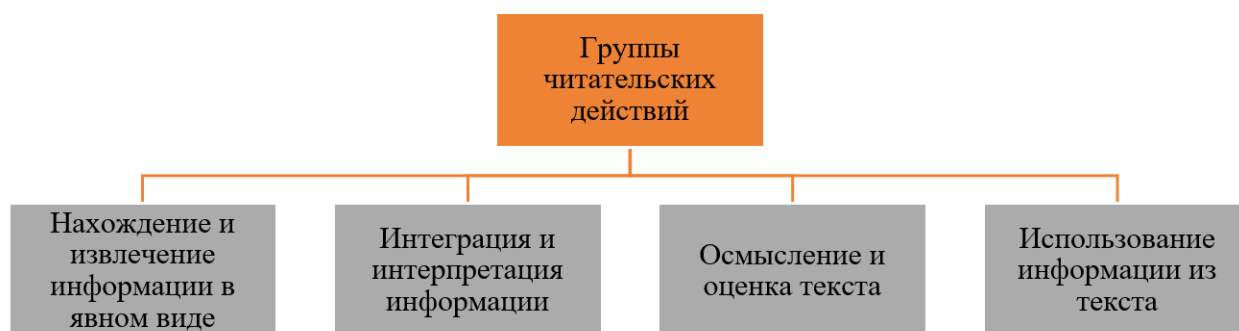 Группы
читательских
действий
Нахождение и
извлечение
информации в
явном виде
Интеграция и
интерпретация
информации
Осмысление и
оценка текста
Использование
информации из
текста